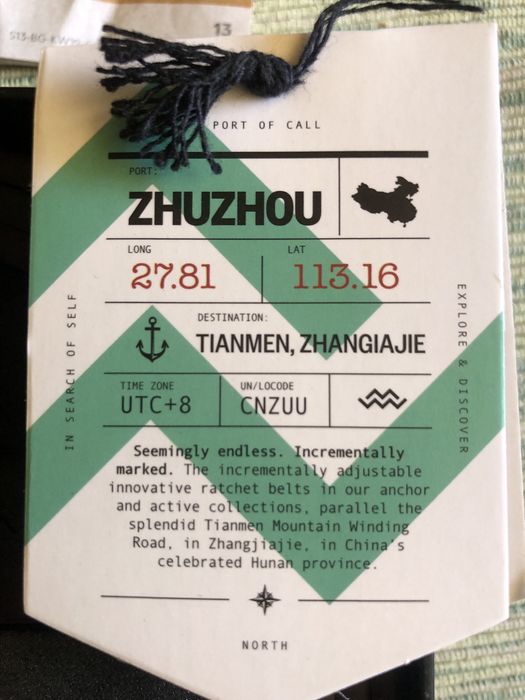 13
PORT OF CALL
PORT:
ZHUZHOU
LONG
27.81
LAT
113.16
DESTINATION:
TIANMEN, ZHANGIAJIE
TIME ZONE
UTC+8
UN/LOCODE
CNZUU
IN SEARCH OF SELF
EXPLORE & DISCOVER
Seemingly endless. Incrementally
marked. The incrementally adjustable
innovative ratchet belts in our anchor
and active collections, parallel the
splendid Tianmen Mountain Winding
Road, in Zhangjiajie, in China's
celebrated Hunan province.
NORTH